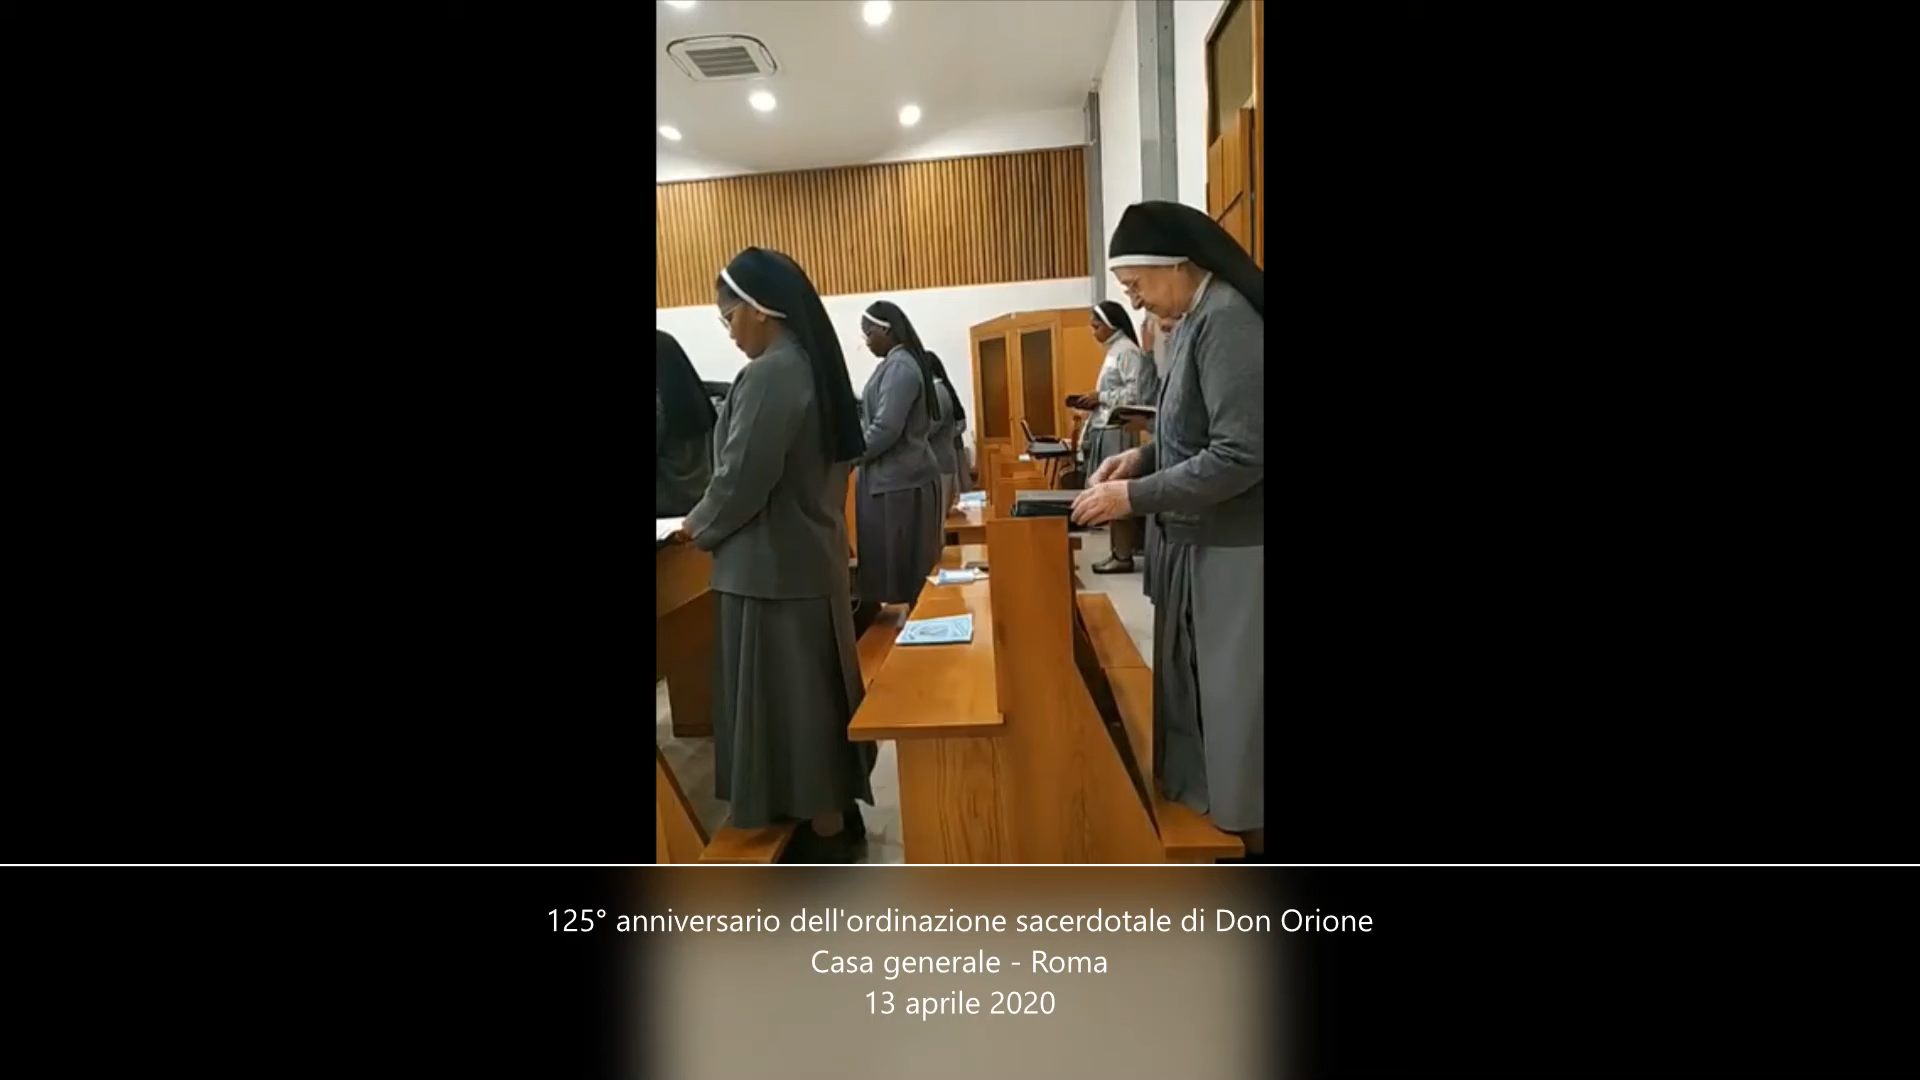 125° anniversario dell'ordinazione sacerdotale di Don Orione
Casa generale - Roma
13 aprile 2020